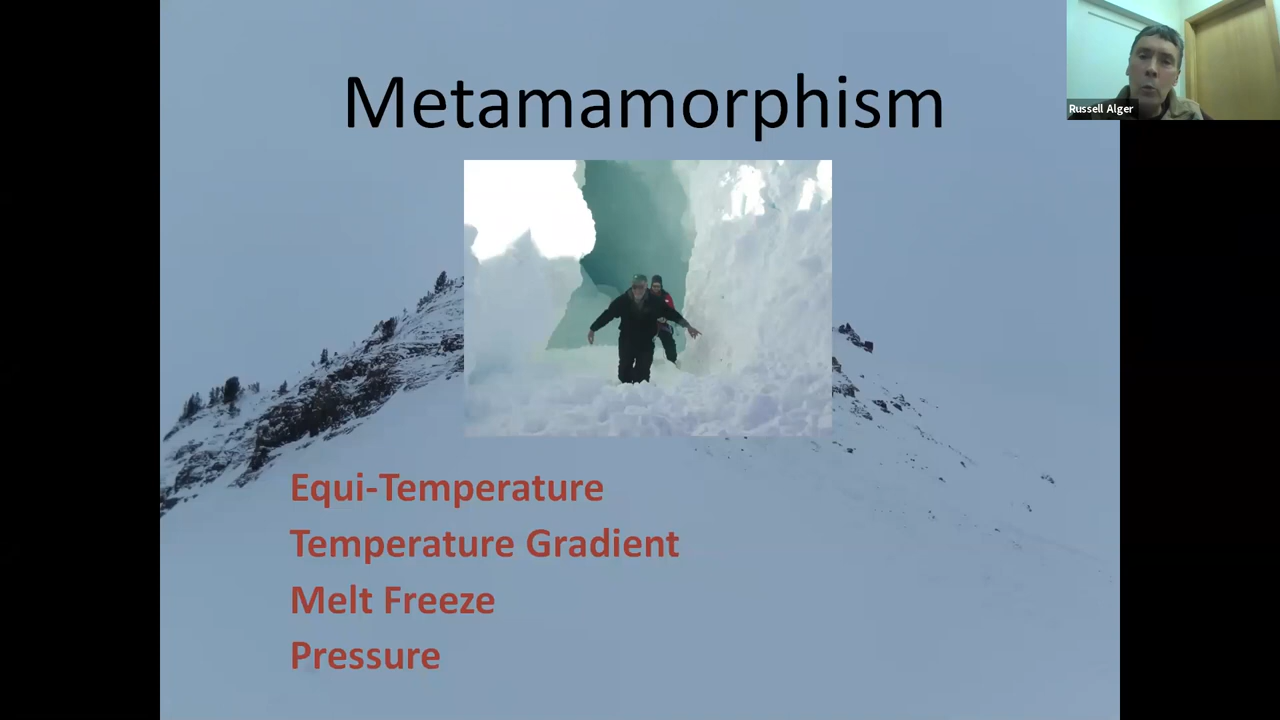 Metamamorphism
Russell Alger
Equi-Temperature
Temperature Gradient
Melt Freeze
Pressure